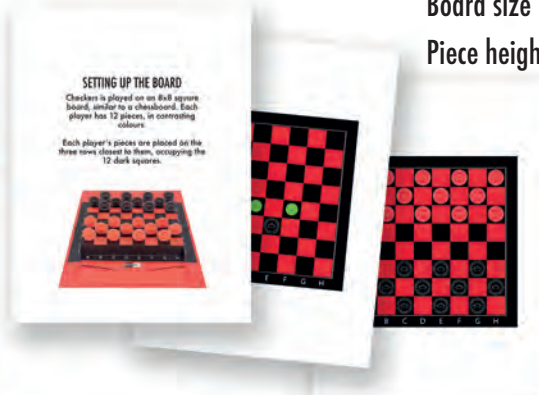 Board size
Piece heigh
SETTING UP THE BOARD
Checkers is played on an 8x8 square
board, similar to a chessboard. Each
player has 12 pieces, in contrasting
colours.
Each player's pieces are placed on the
three rows closest to them, occupying the
12 dark squares.
E F G H
B C D E F G H